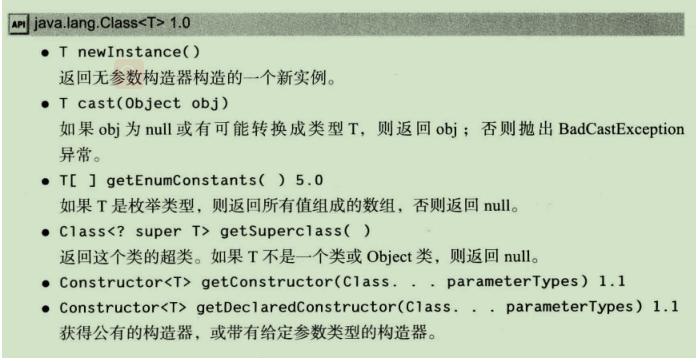 API java.lang.Class<T> 1.0
● T newInstance()
返回无参数构造器构造的一个新实例。
● T cast(Object obj)
如果 obj 为 null 或有可能转换成类型 T，则返回 obj；否则抛出 BadCastException
异常。
● T[ ] getEnumConstants( ) 5.0
如果 T 是枚举类型，则返回所有值组成的数组，否则返回 null。
● Class<? super T> getSuperclass( )
返回这个类的超类。如果 T 不是一个类或 Object 类，则返回 null。
● Constructor<T> getConstructor(Class. . . parameterTypes) 1.1
● Constructor<T> getDeclaredConstructor(Class. . . parameterTypes) 1.1
获得公有的构造器，或带有给定参数类型的构造器。